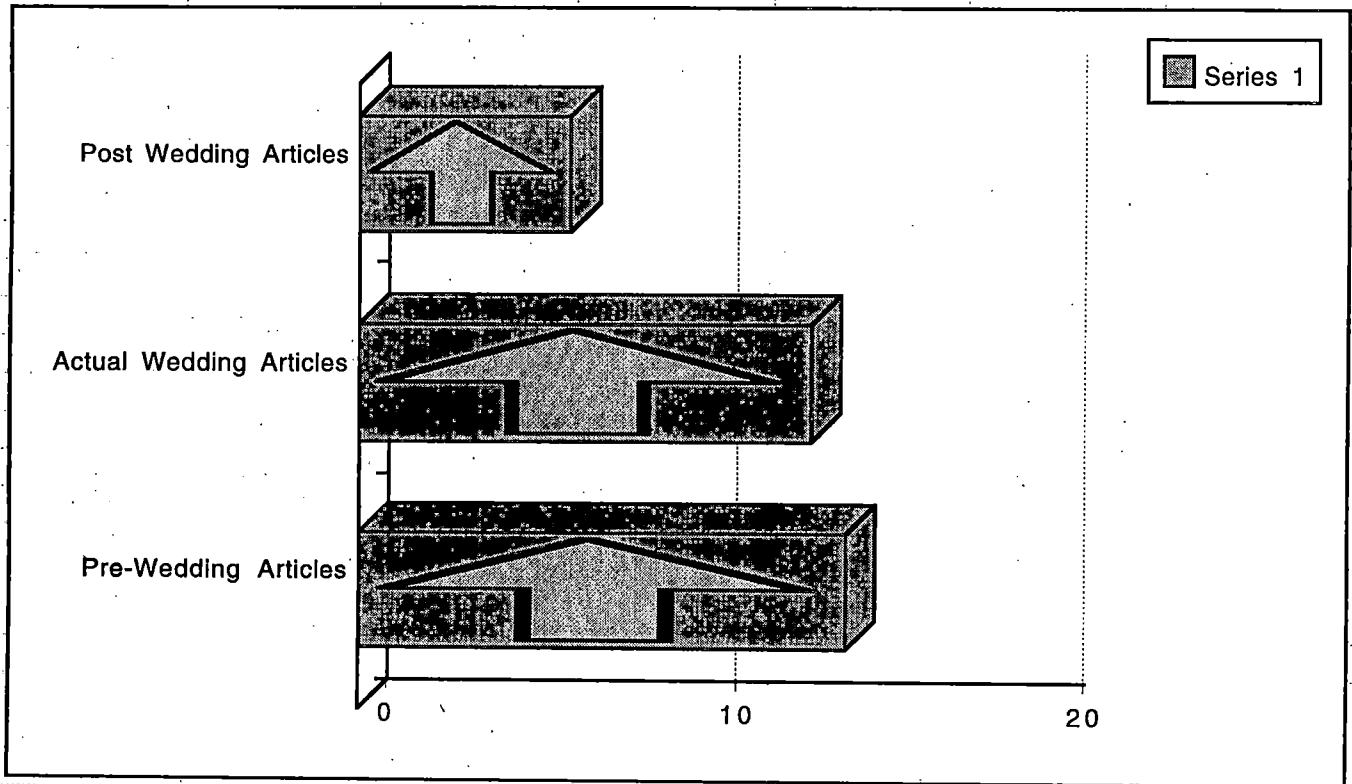 Series 1
Post Wedding Articles
Actual Wedding Articles
Pre-Wedding Articles
0 10 20